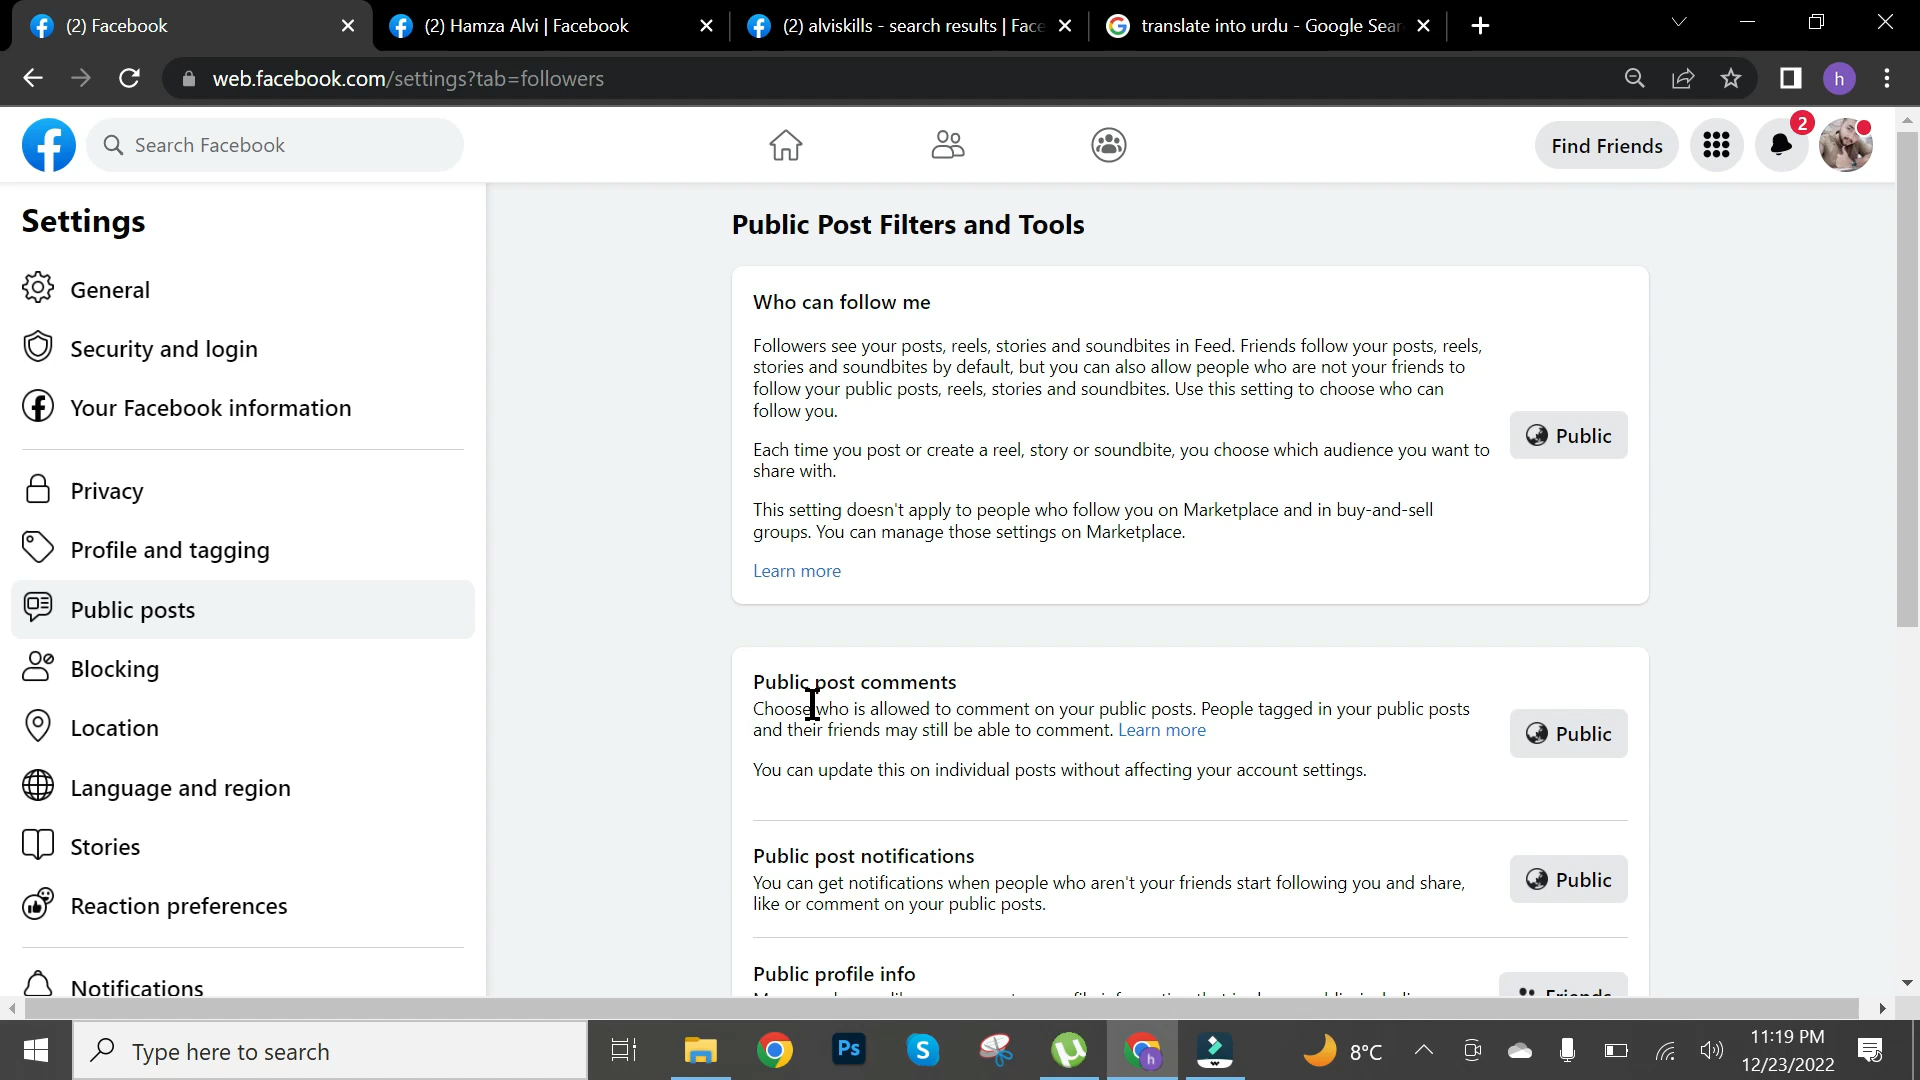 (2) Facebook
(2) Hamza Alvi | Facebook
(2) alviskills - search results | Face
translate into urdu - Google Sear
web.facebook.com/settings?tab=followers
h
Search Facebook
Find Friends
2
Settings
General
Security and login
Your Facebook information
Privacy
Profile and tagging
Public posts
Blocking
Location
Language and region
Stories
Reaction preferences
Notifications
Public Post Filters and Tools
Who can follow me
Followers see your posts, reels, stories and soundbites in Feed. Friends follow your posts, reels,
stories and soundbites by default, but you can also allow people who are not your friends to
follow your public posts, reels, stories and soundbites. Use this setting to choose who can
follow you.
Each time you post or create a reel, story or soundbite, you choose which audience you want to
share with.
This setting doesn't apply to people who follow you on Marketplace and in buy-and-sell
groups. You can manage those settings on Marketplace.
Learn more
Public
Public post comments
Choose who is allowed to comment on your public posts. People tagged in your public posts
and their friends may still be able to comment. Learn more
You can update this on individual posts without affecting your account settings.
Public
Public post notifications
You can get notifications when people who aren't your friends start following you and share,
like or comment on your public posts.
Public
Public profile info
Friends
Type here to search
Ps
8°C
11:19 PM
12/23/2022